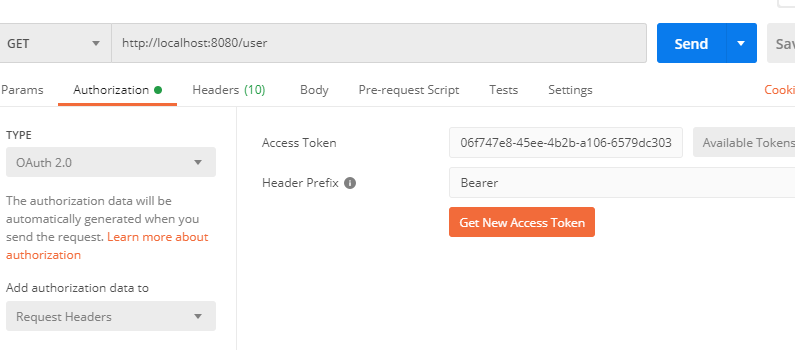 GET http://localhost:8080/user Send
Params Authorization Headers (10) Body Pre-request Script Tests Settings
TYPE
OAuth 2.0
The authorization data will be
automatically generated when you
send the request. Learn more about
authorization
Add authorization data to
Request Headers
Access Token 06f747e8-45ee-4b2b-a106-6579dc303 Available Tokens
Header Prefix Bearer
Get New Access Token